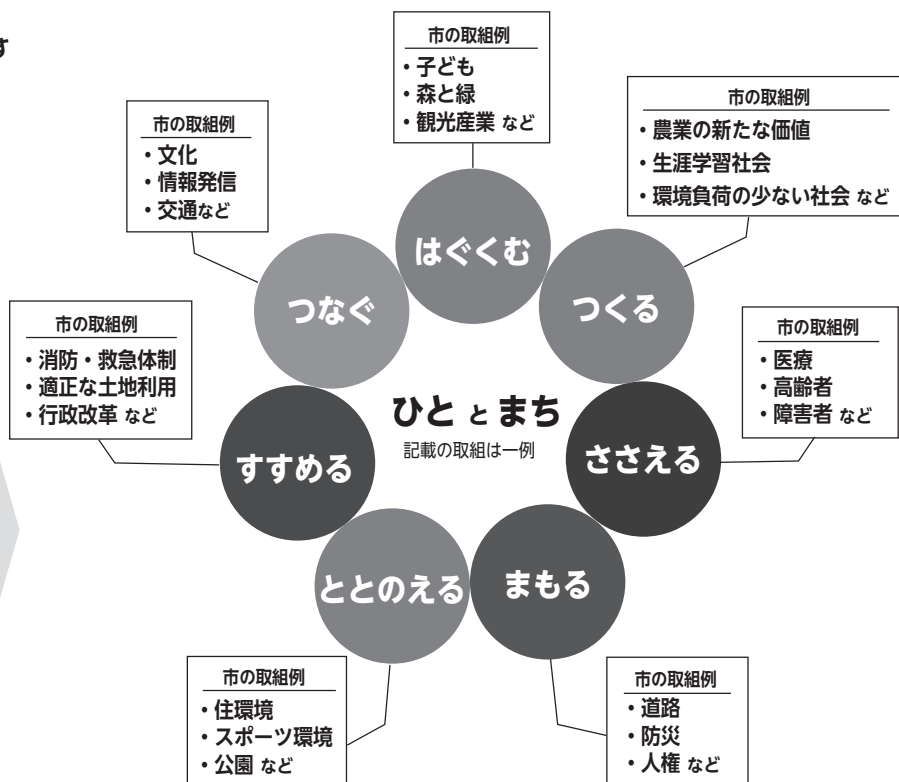 す
市の取組例
・子ども
・森と緑
・観光産業 など
市の取組例
・農業の新たな価値
・生涯学習社会
・環境負荷の少ない社会 など
市の取組例
・文化
・情報発信
・交通など
はぐくむ
つなぐ
つくる
市の取組例
・消防・救急体制
・適正な土地利用
・行政改革 など
市の取組例
・医療
・高齢者
・障害者 など
ひと と まち
記載の取組は一例
すすめる
ささえる
ととのえる
まもる
市の取組例
・住環境
・スポーツ環境
・公園 など
市の取組例
・道路
・防災
・人権 など